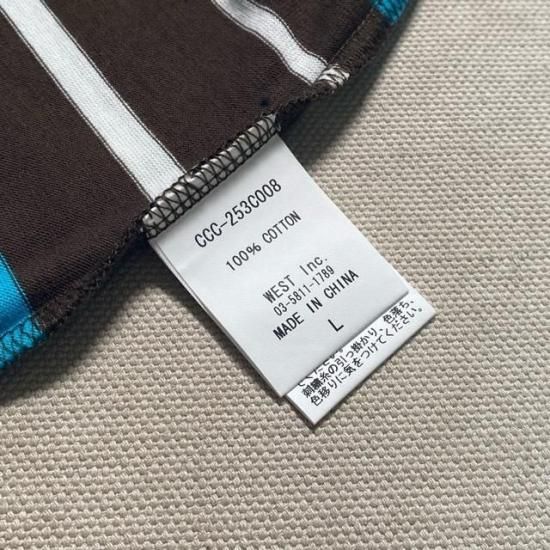 CCC-253C008
100% COTTON
WEST Inc.
03-5811-1789
MADE IN CHINA
L
色落ち、
刺繍糸の引っ掛かり、
色移りに気をつけてください。